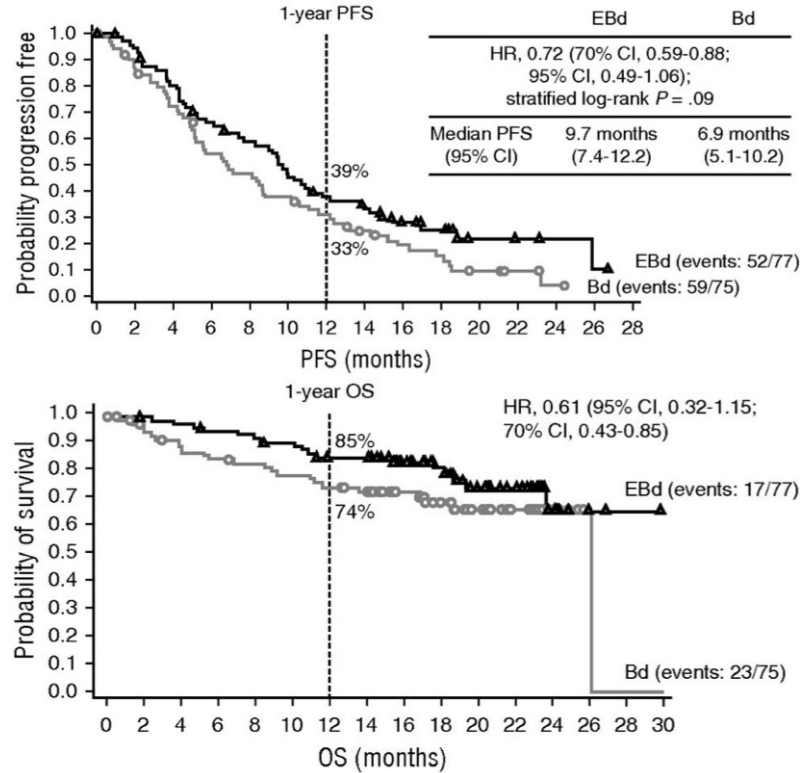 1-year PFS
EBd Bd
HR, 0.72 (70% CI, 0.59-0.88;
95% CI, 0.49-1.06);
stratified log-rank P = .09
Median PFS 9.7 months 6.9 months
(95% CI) (7.4-12.2) (5.1-10.2)
Probability progression free
1.0
0.9
0.8
0.7
0.6
0.5
0.4
0.3
0.2
0.1
0.0
39%
33%
EBd (events: 52/77)
Bd (events: 59/75)
0 2 4 6 8 10 12 14 16 18 20 22 24 26 28
PFS (months)
1-year OS
HR, 0.61 (95% CI, 0.32-1.15;
70% CI, 0.43-0.85)
Probability of survival
1.0
0.9
0.8
0.7
0.6
0.5
0.4
0.3
0.2
0.1
0.0
85%
74%
EBd (events: 17/77)
Bd (events: 23/75)
0 2 4 6 8 10 12 14 16 18 20 22 24 26 28 30
OS (months)